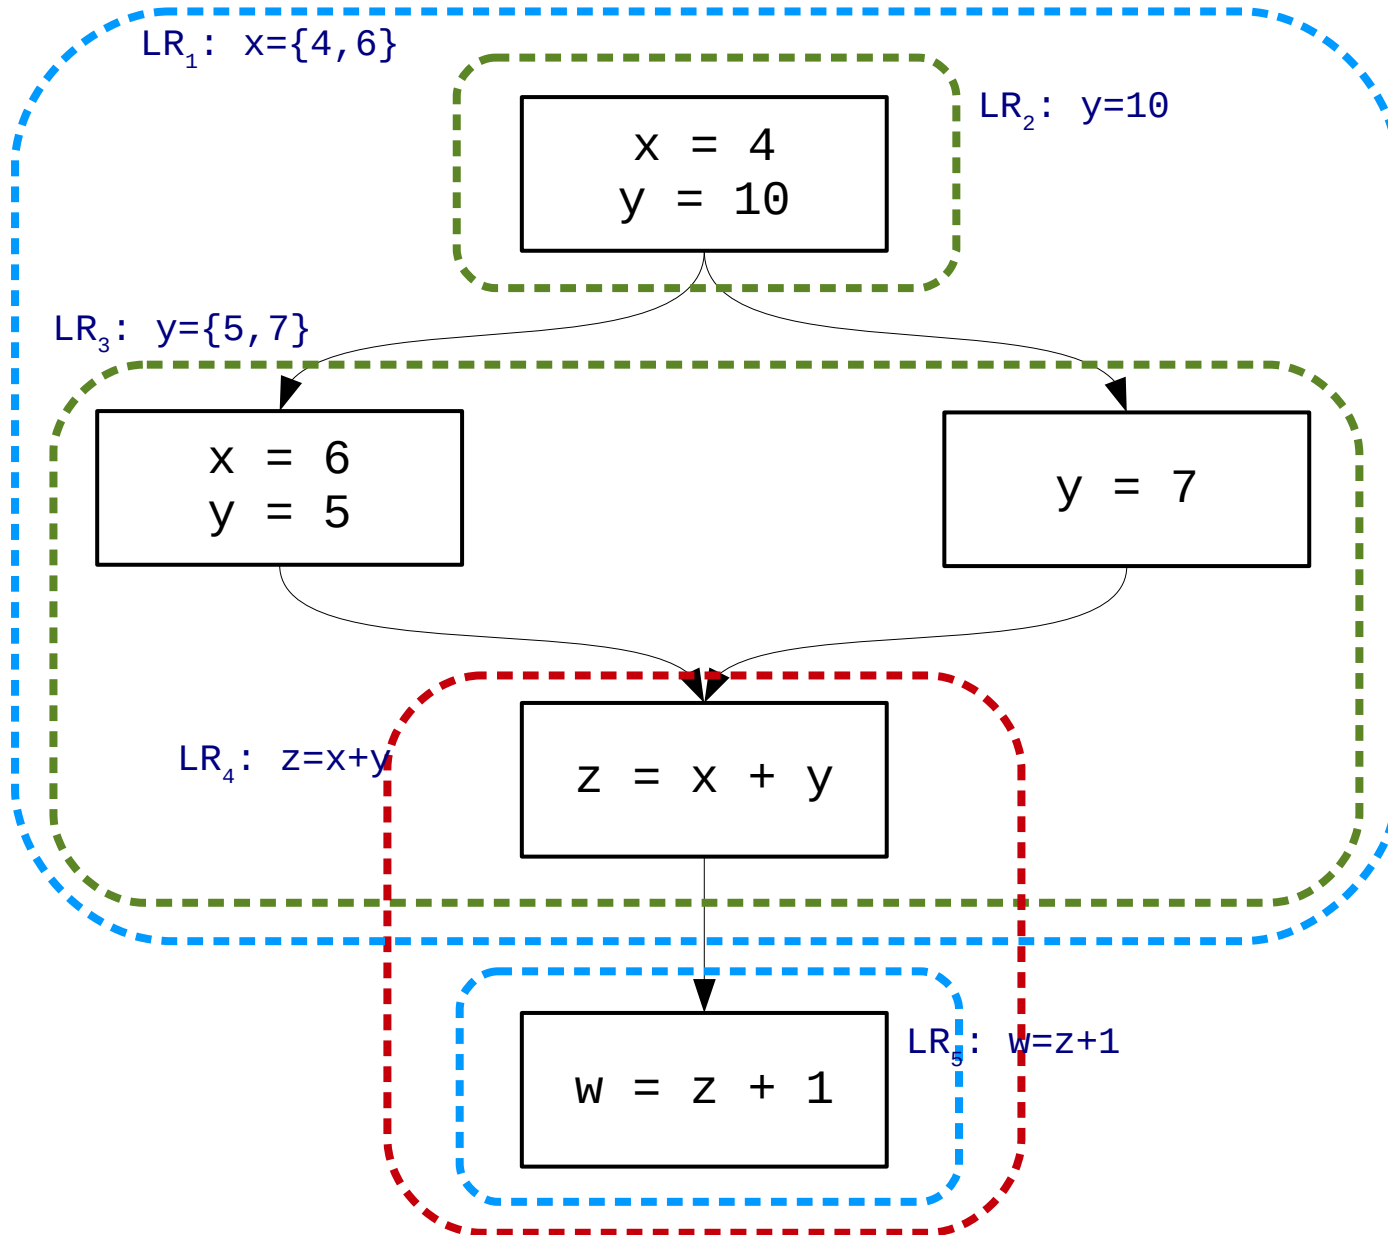 LR₁: x={4,6}
LR₂: y=10
x = 4
y = 10
LR₃: y={5,7}
x = 6
y = 5
y = 7
LR₄: z=x+y
z = x + y
LR₅: w=z+1
w = z + 1